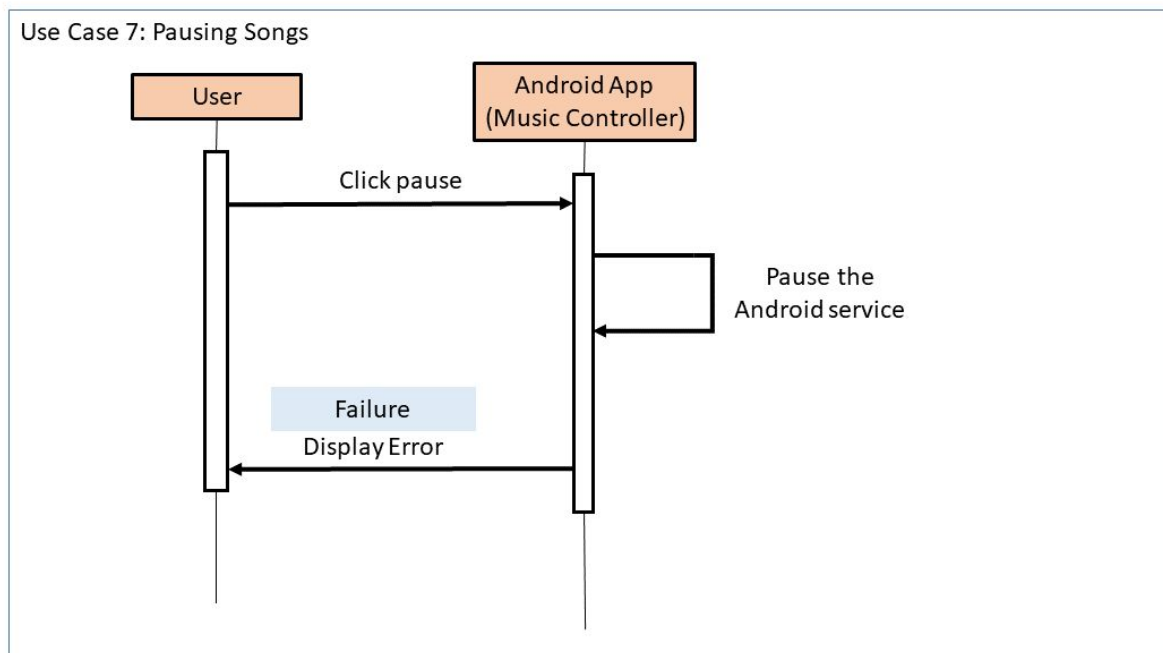 Use Case 7: Pausing Songs
User
Android App
(Music Controller)
Click pause
Pause the
Android service
Failure
Display Error